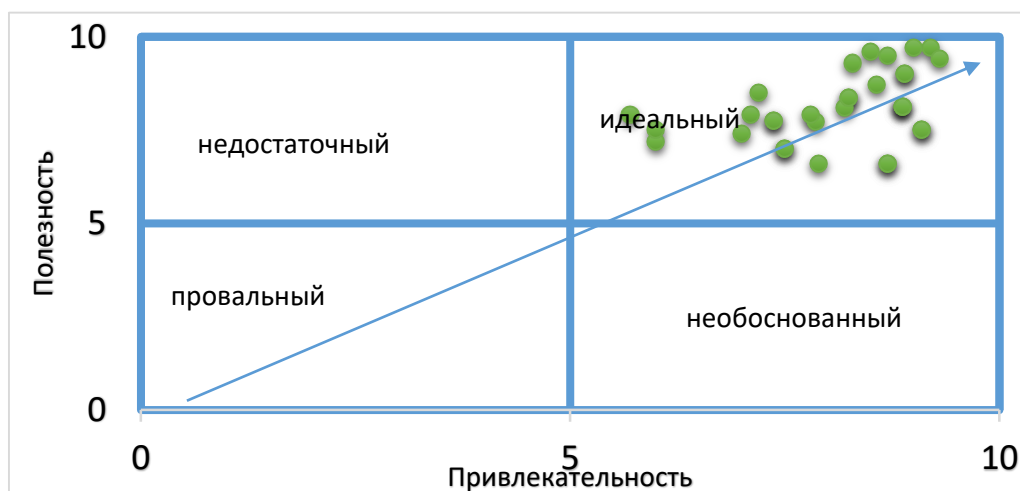 10
недостаточный
идеальный
Полезность
5
провальный
необоснованный
0
0
5
10
Привлекательность